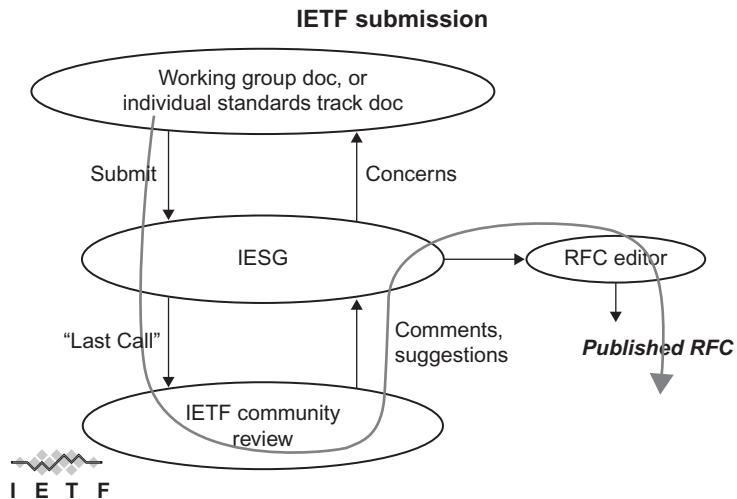 IETF submission
Working group doc, or
individual standards track doc
Submit
Concerns
IESG
RFC editor
"Last Call"
Comments,
suggestions
Published RFC
IETF community
review
I E T F